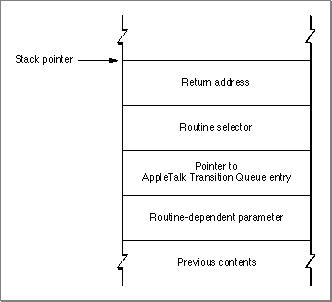 Stack pointer
Return address
Routine selector
Pointer to
AppleTalk Transition Queue entry
Routine-dependent parameter
Previous contents